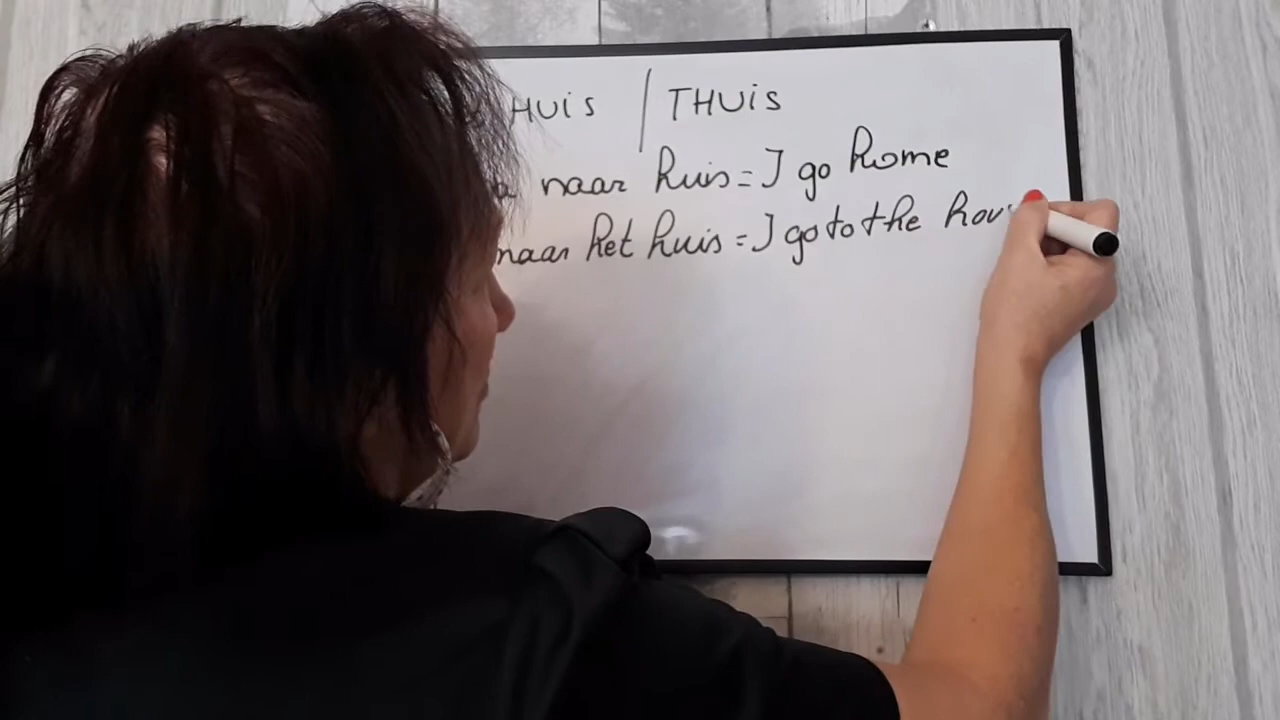 HUIS / THUIS
naar huis = I go home
naar het huis = I go to the